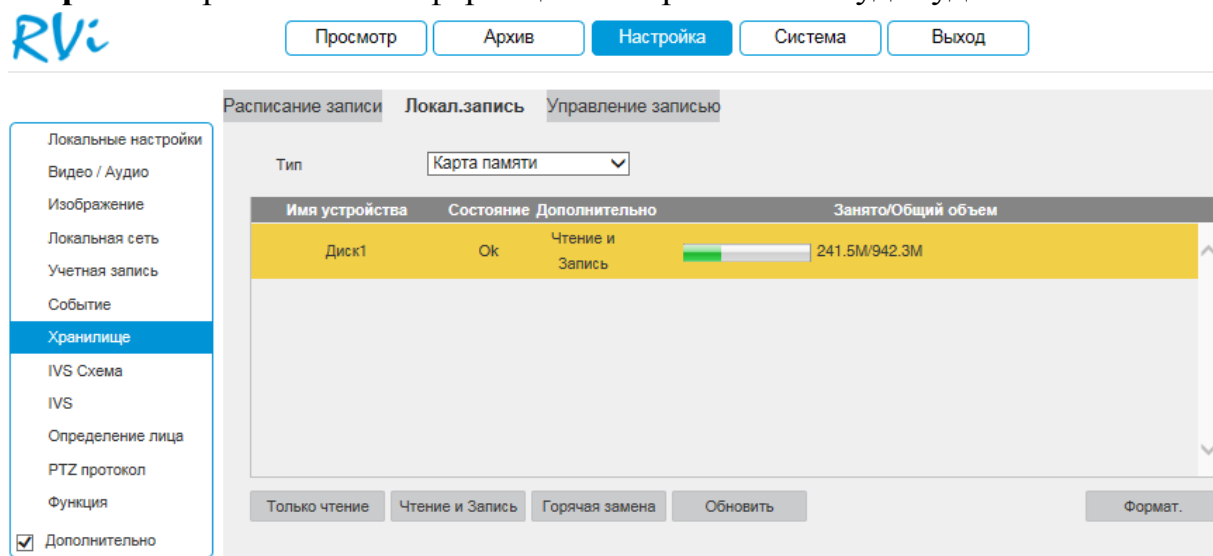 RVi
Просмотр Архив Настройка Система Выход
Расписание записи Локал.запись Управление записью
Локальные настройки
Видео / Аудио
Изображение
Локальная сеть
Учетная запись
Событие
Хранилище
IVS Схема
IVS
Определение лица
PTZ протокол
Функция
Дополнительно
Тип Карта памяти
Имя устройства Состояние Дополнительно Занято/Общий объем
Диск1 Ok Чтение и
Запись 241.5M/942.3M
Только чтение Чтение и Запись Горячая замена Обновить Формат.